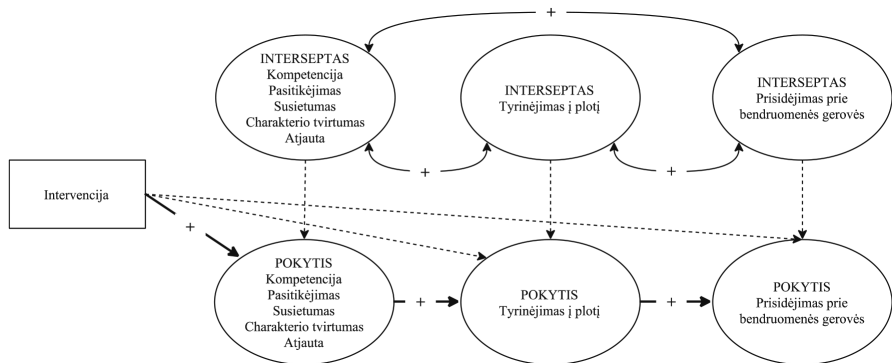 +
INTERSEPTAS
Kompetencija
Pasitikėjimas
Susietumas
Charakterio tvirtumas
Atjauta
INTERSEPTAS
Tyrinėjimas į plotį
INTERSEPTAS
Prisidėjimas prie
bendruomenės gerovės
+
+
Intervencija
+
POKYTIS
Kompetencija
Pasitikėjimas
Susietumas
Charakterio tvirtumas
Atjauta
+
POKYTIS
Tyrinėjimas į plotį
+
POKYTIS
Prisidėjimas prie
bendruomenės gerovės